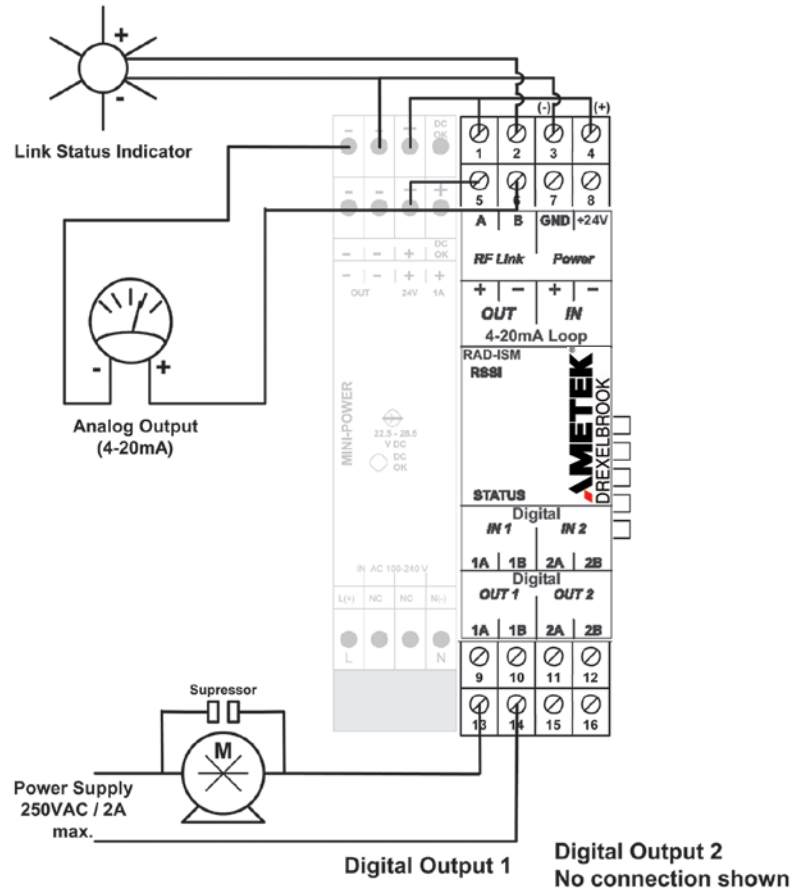 +
-
Link Status Indicator
(-) (+)
- - + DC OK
1 2 3 4
- - + +
5 6 7 8
A B GND +24V
RF Link Power
- - + DC OK
- - + +
OUT 24V 1A
+ - + -
OUT IN
4-20mA Loop
- +
Analog Output
(4-20mA)
RAD-ISM
RSSI
AMETEK®
DREXELBROOK
MINI-POWER
22.5 - 28.5
V DC
DC
OK
STATUS
Digital
IN 1 IN 2
1A 1B 2A 2B
IN AC 100-240 V
Digital
OUT 1 OUT 2
L(+) NC NC N(-)
1A 1B 2A 2B
L N
9 10 11 12
13 14 15 16
Supressor
M
Power Supply
250VAC / 2A
max.
Digital Output 1
Digital Output 2
No connection shown